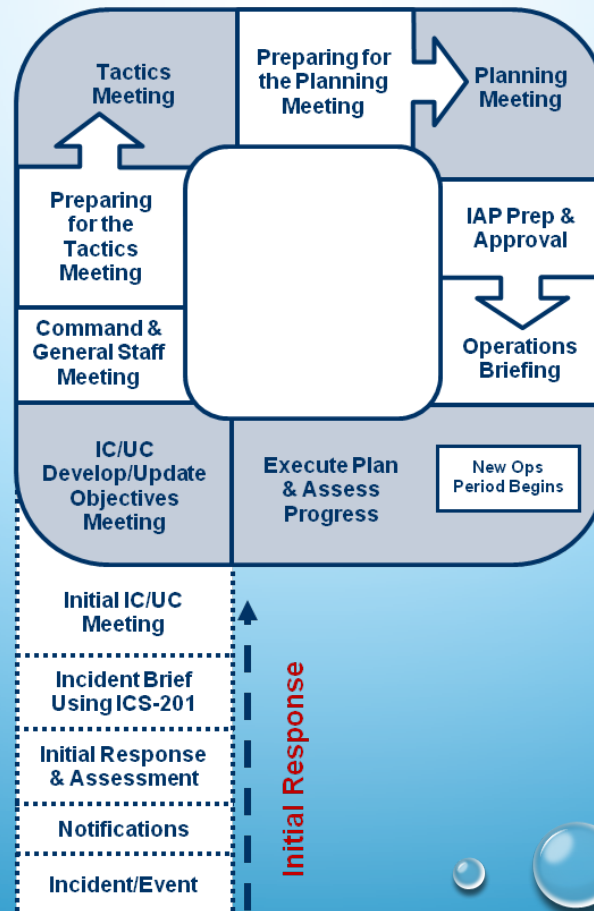 Tactics
Meeting
Preparing for
the Planning
Meeting
Planning
Meeting
Preparing
for the
Tactics
Meeting
IAP Prep &
Approval
Command &
General Staff
Meeting
Operations
Briefing
IC/UC
Develop/Update
Objectives
Meeting
Execute Plan
& Assess
Progress
New Ops
Period Begins
Initial IC/UC
Meeting
Incident Brief
Using ICS-201
Initial Response
& Assessment
Notifications
Incident/Event
Initial Response